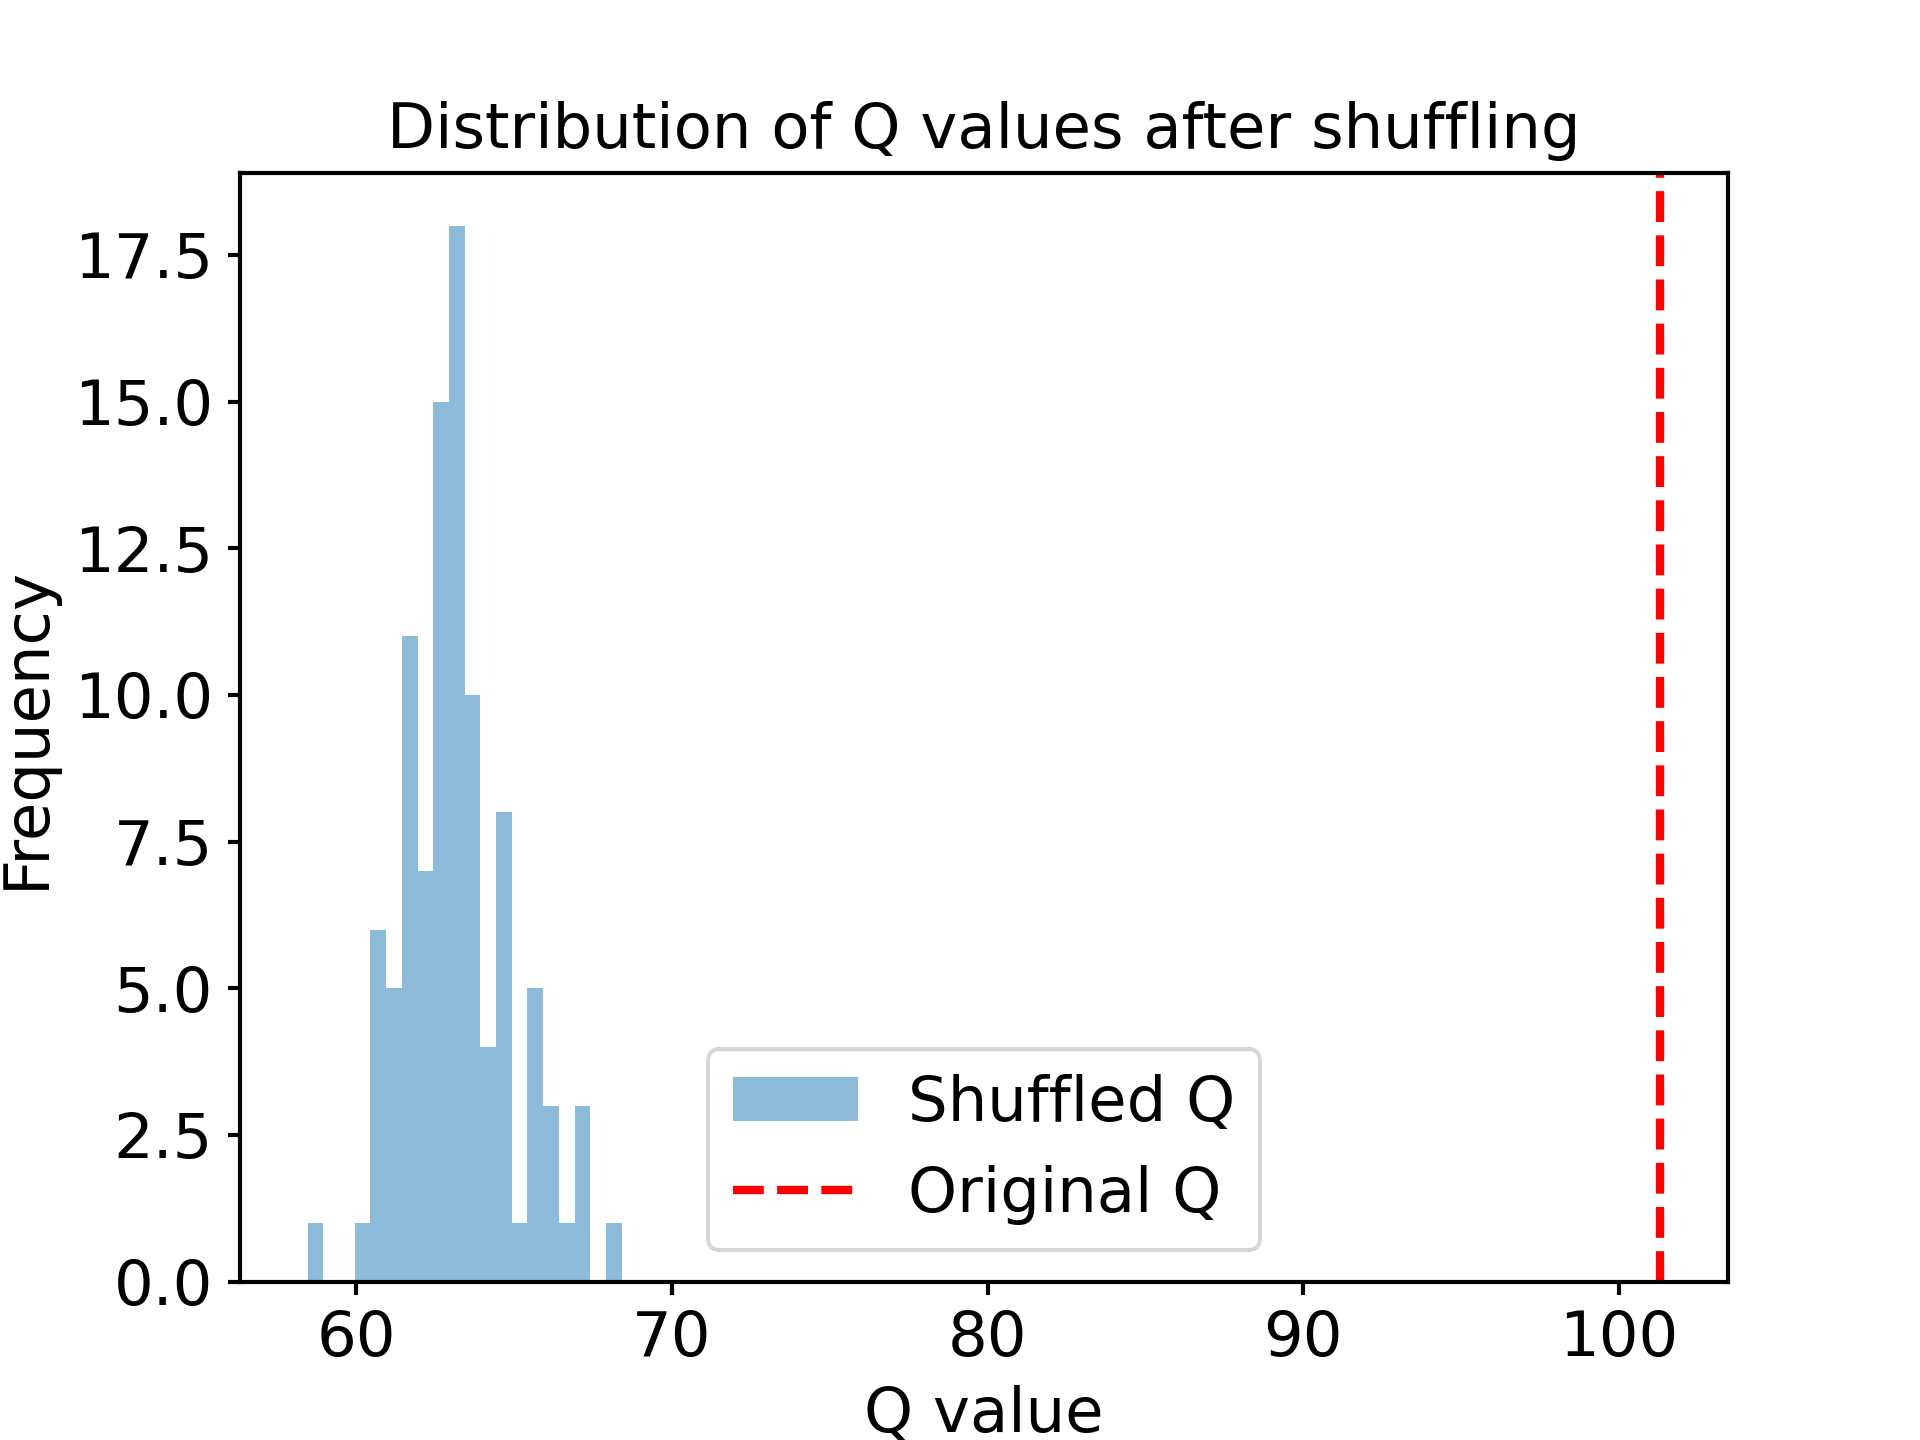 Distribution of Q values after shuffling
17.5
15.0
12.5
10.0
7.5
5.0
2.5
0.0
Frequency
60 70 80 90 100
Q value
Shuffled Q
Original Q